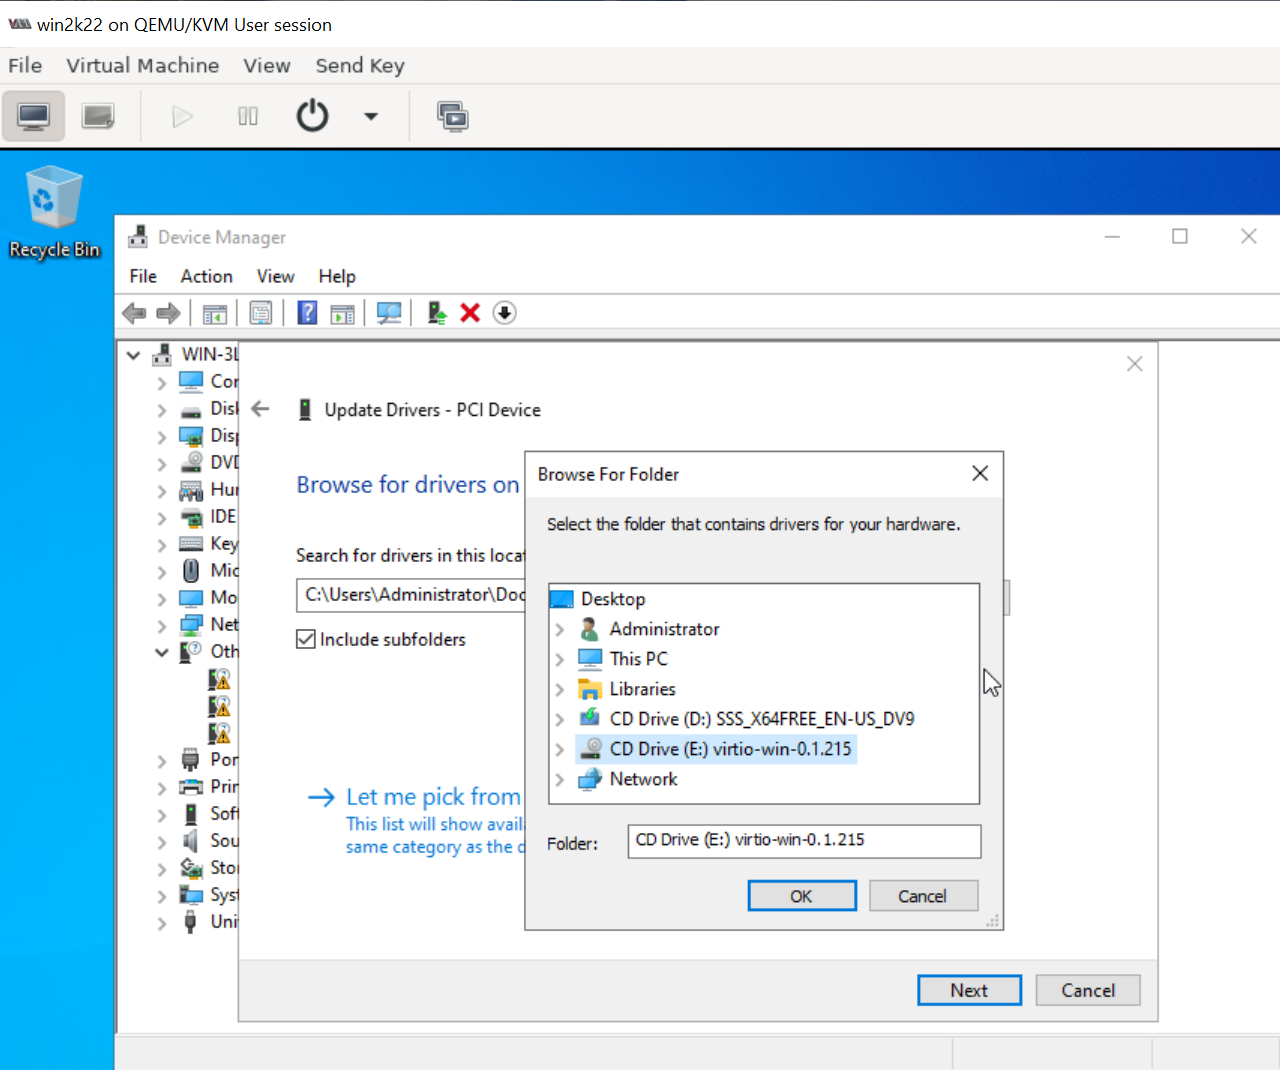 win2k22 on QEMU/KVM User session
File Virtual Machine View Send Key
Recycle Bin
Device Manager
File Action View Help
WIN-3L
Update Drivers - PCI Device
Browse for drivers on
Search for drivers in this locat
C:\Users\Administrator\Doc
Include subfolders
Let me pick from
This list will show avail
same category as the d
Browse For Folder
Select the folder that contains drivers for your hardware.
Desktop
Administrator
This PC
Libraries
CD Drive (D:) SSS_X64FREE_EN-US_DV9
CD Drive (E:) virtio-win-0.1.215
Network
Folder: CD Drive (E:) virtio-win-0.1.215
OK Cancel
Next Cancel
Cor
Disk
Disp
DVD
Hur
IDE
Key
Mic
Mo
Net
Oth
Por
Prin
Soft
Sou
Stor
Syst
Uni